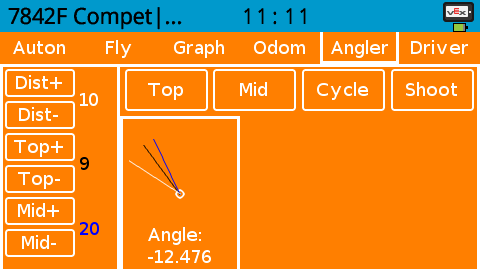 7842F Compet|... 11:11 VEX
Auton Fly Graph Odom Angler Driver
Dist+ Top Mid Cycle Shoot
10
Dist-
Top+
9
Top-
Mid+
20
Mid-
Angle:
-12.476